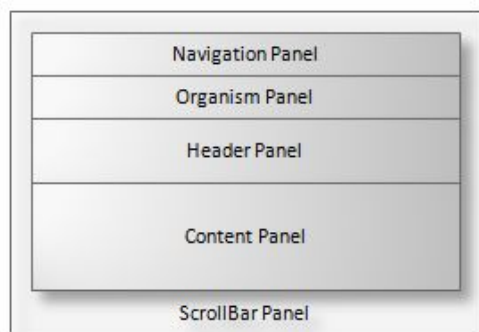 Navigation Panel
Organism Panel
Header Panel
Content Panel
ScrollBar Panel